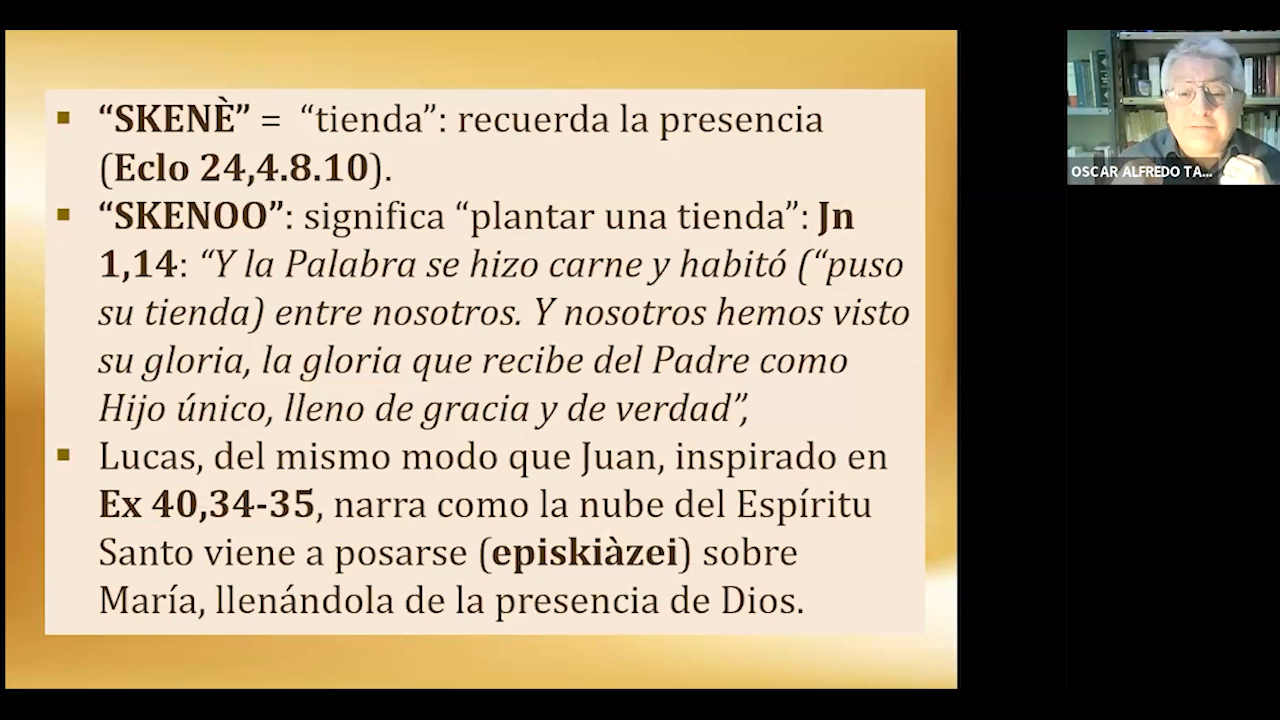 ▪ “SKENÈ” = “tienda”: recuerda la presencia
(Eclo 24,4.8.10).
▪ “SKENOO”: significa “plantar una tienda”: Jn
1,14: “Y la Palabra se hizo carne y habitó (“puso
su tienda) entre nosotros. Y nosotros hemos visto
su gloria, la gloria que recibe del Padre como
Hijo único, lleno de gracia y de verdad”,
▪ Lucas, del mismo modo que Juan, inspirado en
Ex 40,34-35, narra como la nube del Espíritu
Santo viene a posarse (episkiàzei) sobre
María, llenándola de la presencia de Dios.
OSCAR ALFREDO TA...